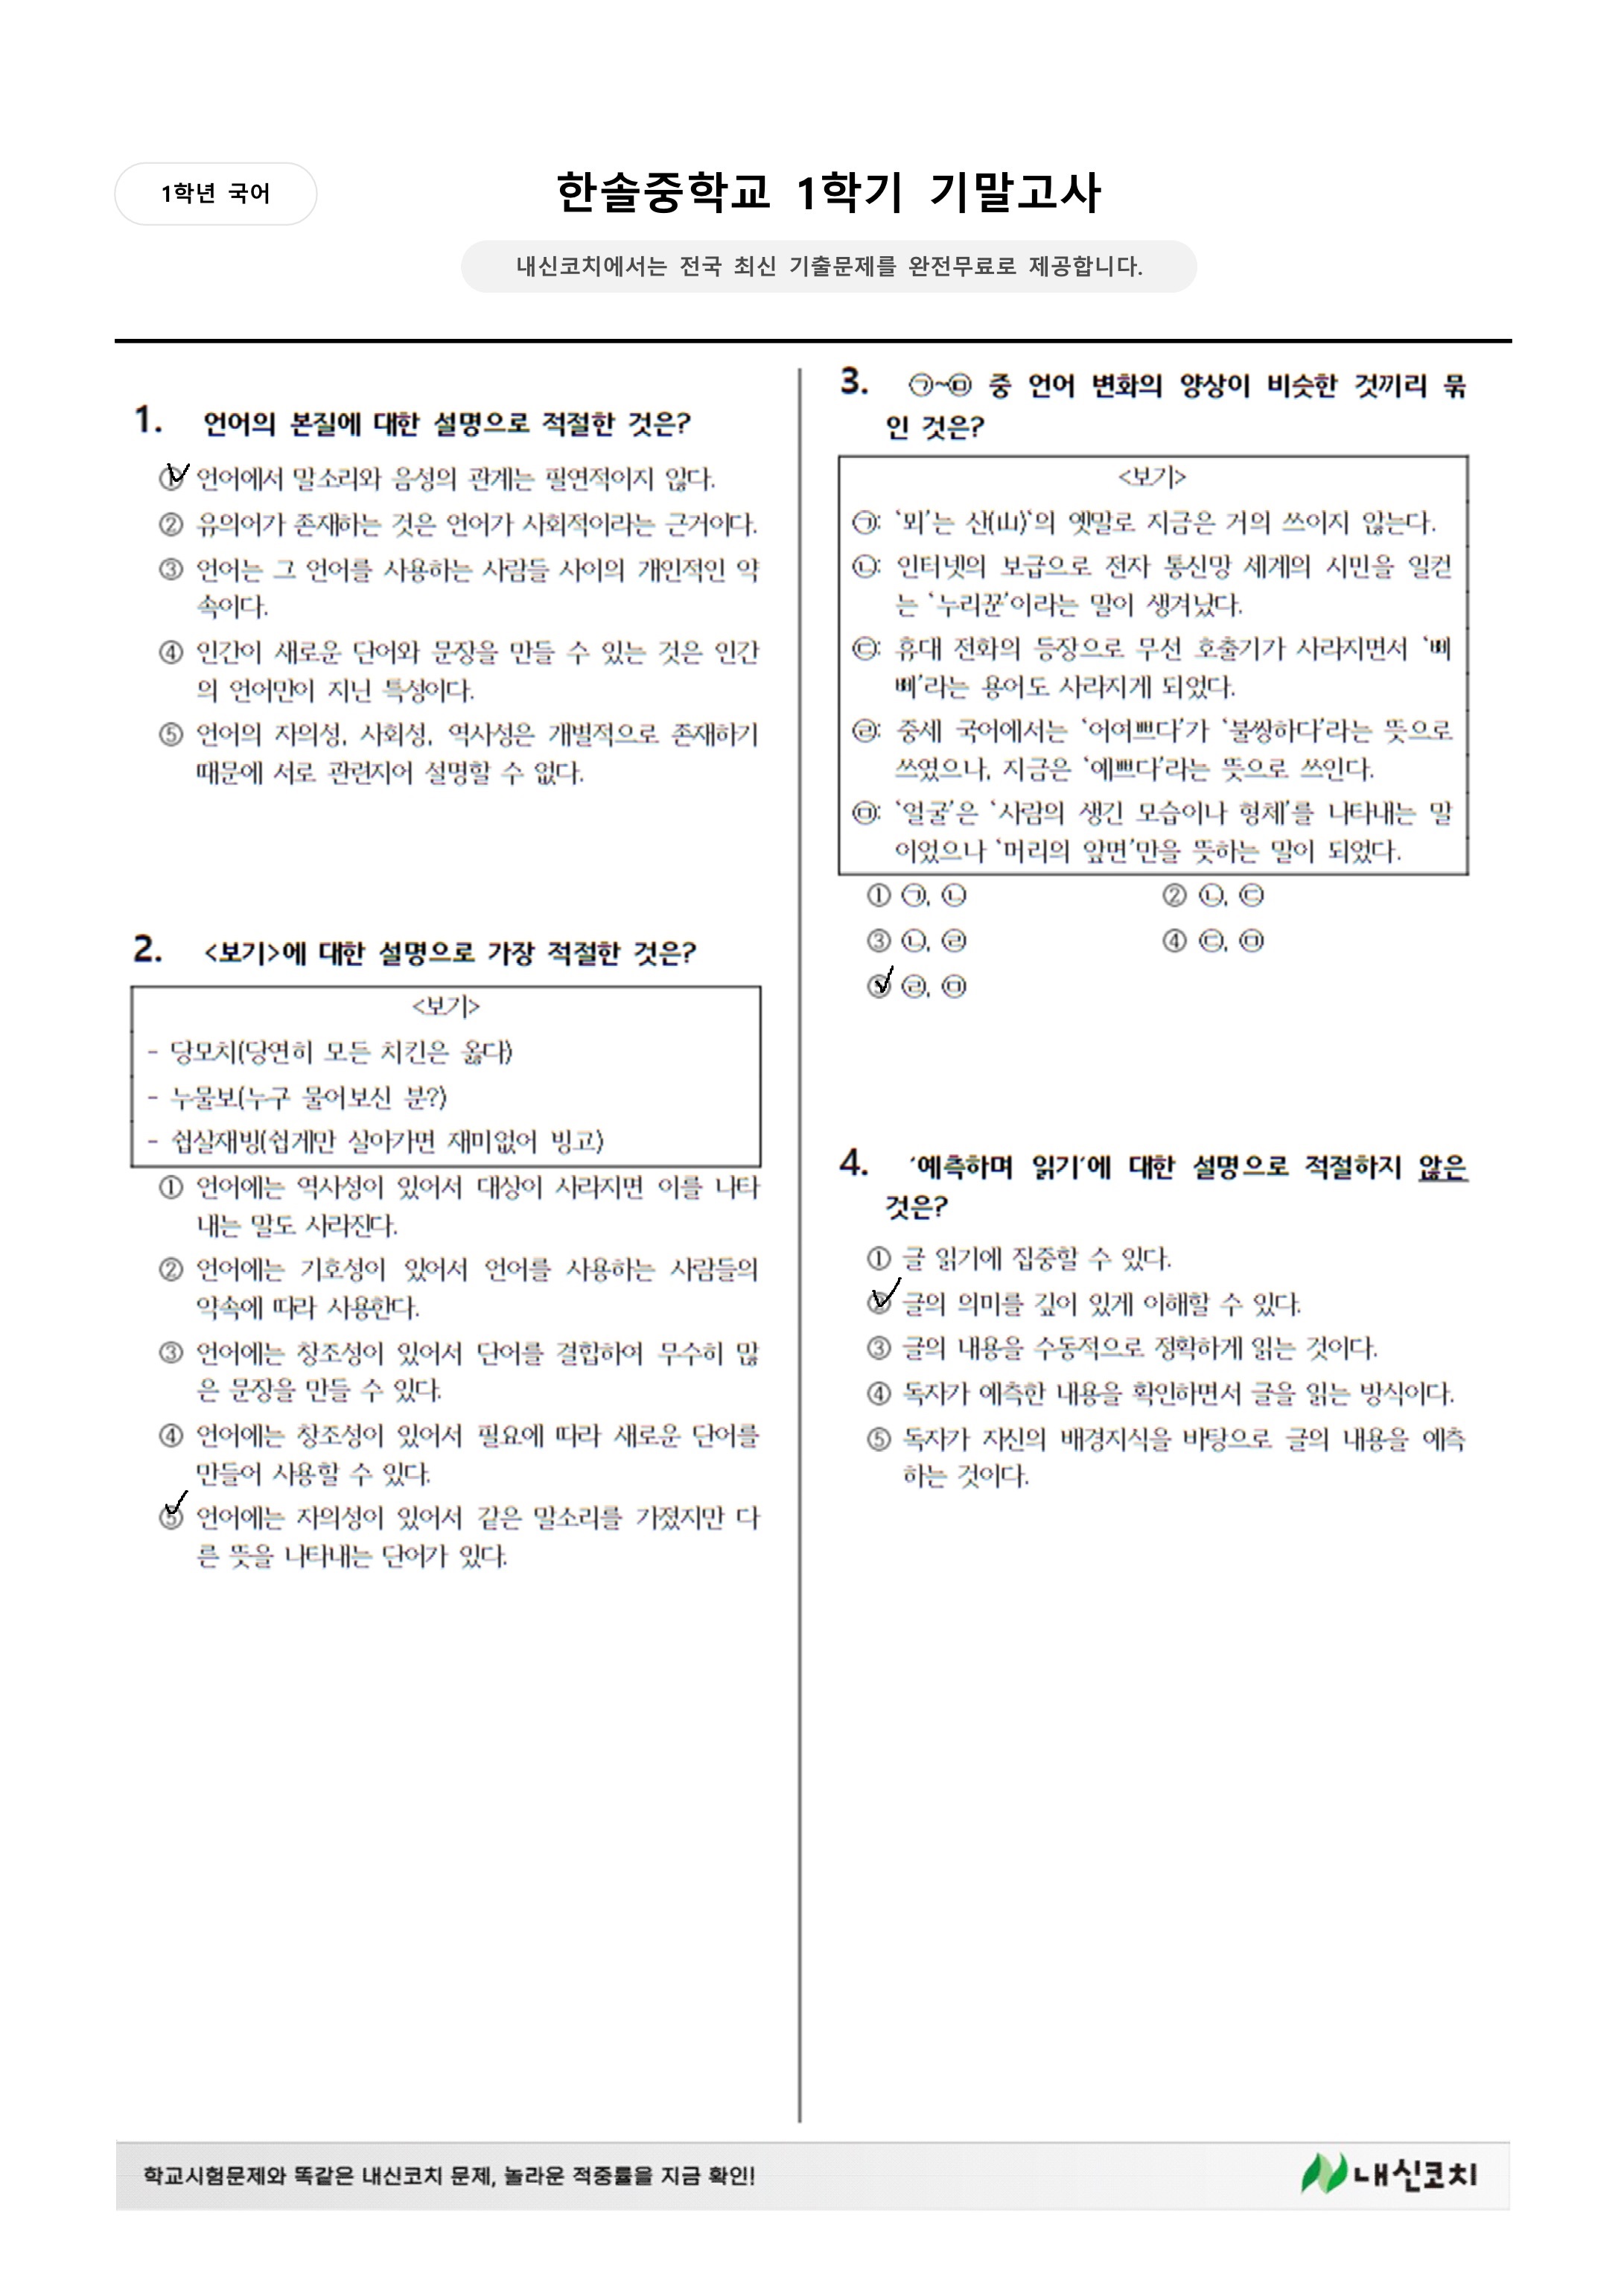 1학년 국어
한솔중학교 1학기 기말고사
내신코치에서는 전국 최신 기출문제를 완전무료로 제공합니다.
1. 언어의 본질에 대한 설명으로 적절한 것은?
① 언어에서 말소리와 음성의 관계는 필연적이지 않다.
② 유의어가 존재하는 것은 언어가 사회적이라는 근거이다.
③ 언어는 그 언어를 사용하는 사람들 사이의 개인적인 약
속이다.
④ 인간이 새로운 단어와 문장을 만들 수 있는 것은 인간
의 언어만이 지닌 특성이다.
⑤ 언어의 자의성, 사회성, 역사성은 개별적으로 존재하기
때문에 서로 관련지어 설명할 수 없다.
2. <보기>에 대한 설명으로 가장 적절한 것은?
<보기>
- 당모치(당연히 모든 치킨은 옳다)
- 누물보(누구 물어보신 분?)
- 쉽살재빙(쉽게만 살아가면 재미없어 빙고)
① 언어에는 역사성이 있어서 대상이 사라지면 이를 나타
내는 말도 사라진다.
② 언어에는 기호성이 있어서 언어를 사용하는 사람들의
약속에 따라 사용한다.
③ 언어에는 창조성이 있어서 단어를 결합하여 무수히 많
은 문장을 만들 수 있다.
④ 언어에는 창조성이 있어서 필요에 따라 새로운 단어를
만들어 사용할 수 있다.
⑤ 언어에는 자의성이 있어서 같은 말소리를 가졌지만 다
른 뜻을 나타내는 단어가 있다.
3. ㉠~㉤ 중 언어 변화의 양상이 비슷한 것끼리 묶
인 것은?
<보기>
㉠: ‘뫼’는 산(山)‘의 옛말로 지금은 거의 쓰이지 않는다.
㉡: 인터넷의 보급으로 전자 통신망 세계의 시민을 일컫
는 ‘누리꾼’이라는 말이 생겨났다.
㉢: 휴대 전화의 등장으로 무선 호출기가 사라지면서 ‘삐
삐’라는 용어도 사라지게 되었다.
㉣: 중세 국어에서는 ‘어여쁘다’가 ‘불쌍하다’라는 뜻으로
쓰였으나, 지금은 ‘예쁘다’라는 뜻으로 쓰인다.
㉤: ‘얼굴’은 ‘사람의 생긴 모습이나 형체’를 나타내는 말
이었으나 ‘머리의 앞면’만을 뜻하는 말이 되었다.
① ㉠, ㉡ ② ㉡, ㉢
③ ㉡, ㉣ ④ ㉢, ㉤
⑤ ㉣, ㉤
4. ‘예측하며 읽기’에 대한 설명으로 적절하지 않은
것은?
① 글 읽기에 집중할 수 있다.
② 글의 의미를 깊이 있게 이해할 수 있다.
③ 글의 내용을 수동적으로 정확하게 읽는 것이다.
④ 독자가 예측한 내용을 확인하면서 글을 읽는 방식이다.
⑤ 독자가 자신의 배경지식을 바탕으로 글의 내용을 예측
하는 것이다.
학교시험문제와 똑같은 내신코치 문제, 놀라운 적중률을 지금 확인!
내신코치